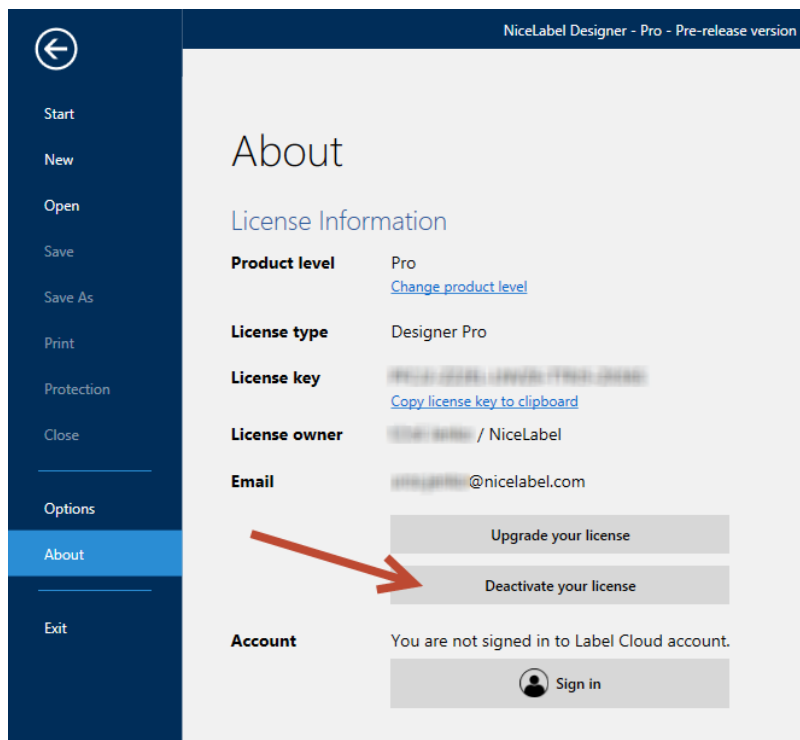 NiceLabel Designer - Pro - Pre-release version
Start
New
Open
Save
Save As
Print
Protection
Close
Options
About
Exit
About
License Information
Product level Pro
Change product level
License type Designer Pro
License key
Copy license key to clipboard
License owner / NiceLabel
Email @nicelabel.com
Upgrade your license
Deactivate your license
Account You are not signed in to Label Cloud account.
Sign in